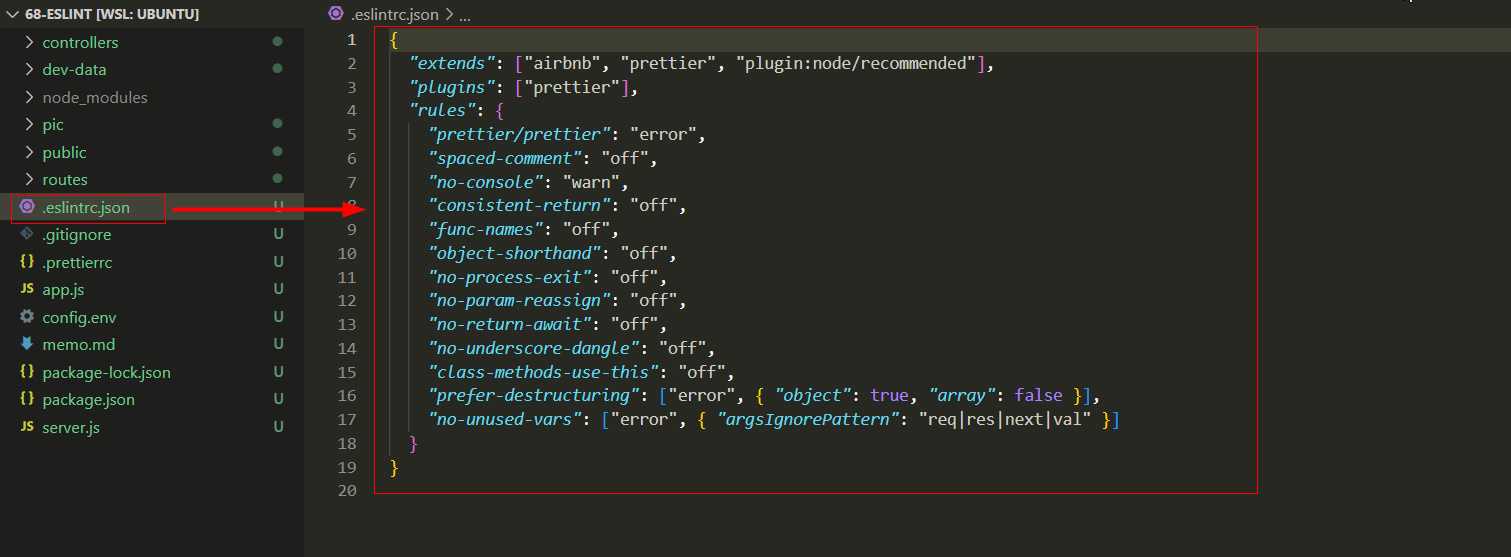 68-ESLINT [WSL: UBUNTU]
controllers
dev-data
node_modules
pic
public
routes
.eslintrc.json U
.gitignore U
.prettierrc U
JS app.js U
config.env U
memo.md U
{} package-lock.json U
{} package.json U
JS server.js U
.eslintrc.json > ...
1 {
2 "extends": ["airbnb", "prettier", "plugin:node/recommended"],
3 "plugins": ["prettier"],
4 "rules": {
5 "prettier/prettier": "error",
6 "spaced-comment": "off",
7 "no-console": "warn",
8 "consistent-return": "off",
9 "func-names": "off",
10 "object-shorthand": "off",
11 "no-process-exit": "off",
12 "no-param-reassign": "off",
13 "no-return-await": "off",
14 "no-underscore-dangle": "off",
15 "class-methods-use-this": "off",
16 "prefer-destructuring": ["error", { "object": true, "array": false }],
17 "no-unused-vars": ["error", { "argsIgnorePattern": "req|res|next|val" }]
18 }
19 }
20